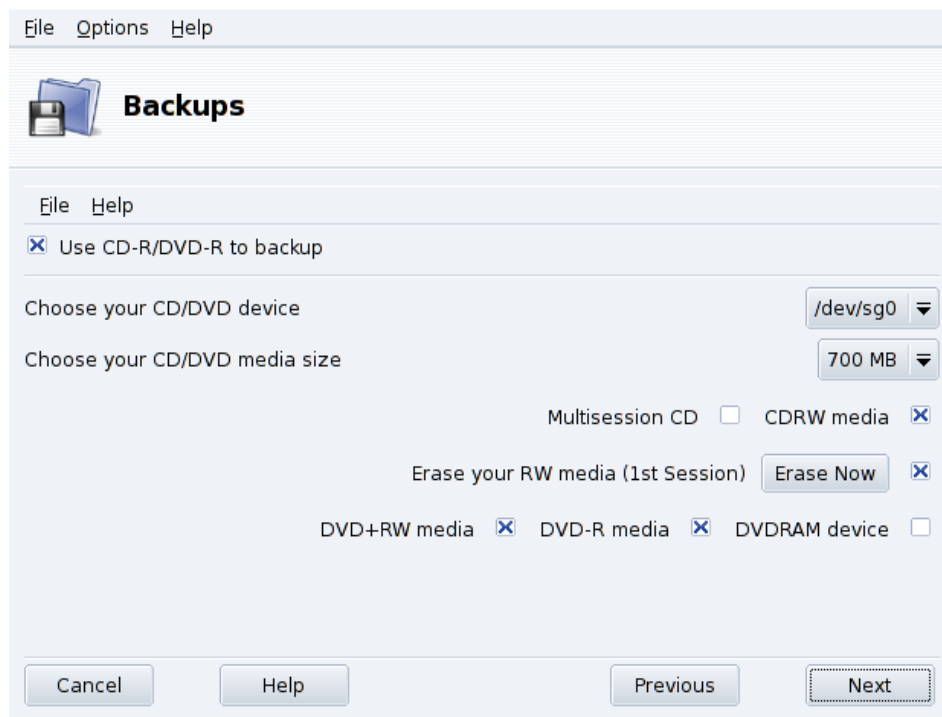 File Options Help
Backups
File Help
Use CD-R/DVD-R to backup
Choose your CD/DVD device /dev/sg0
Choose your CD/DVD media size 700 MB
Multisession CD CDRW media
Erase your RW media (1st Session) Erase Now
DVD+RW media DVD-R media DVDRAM device
Cancel Help Previous Next